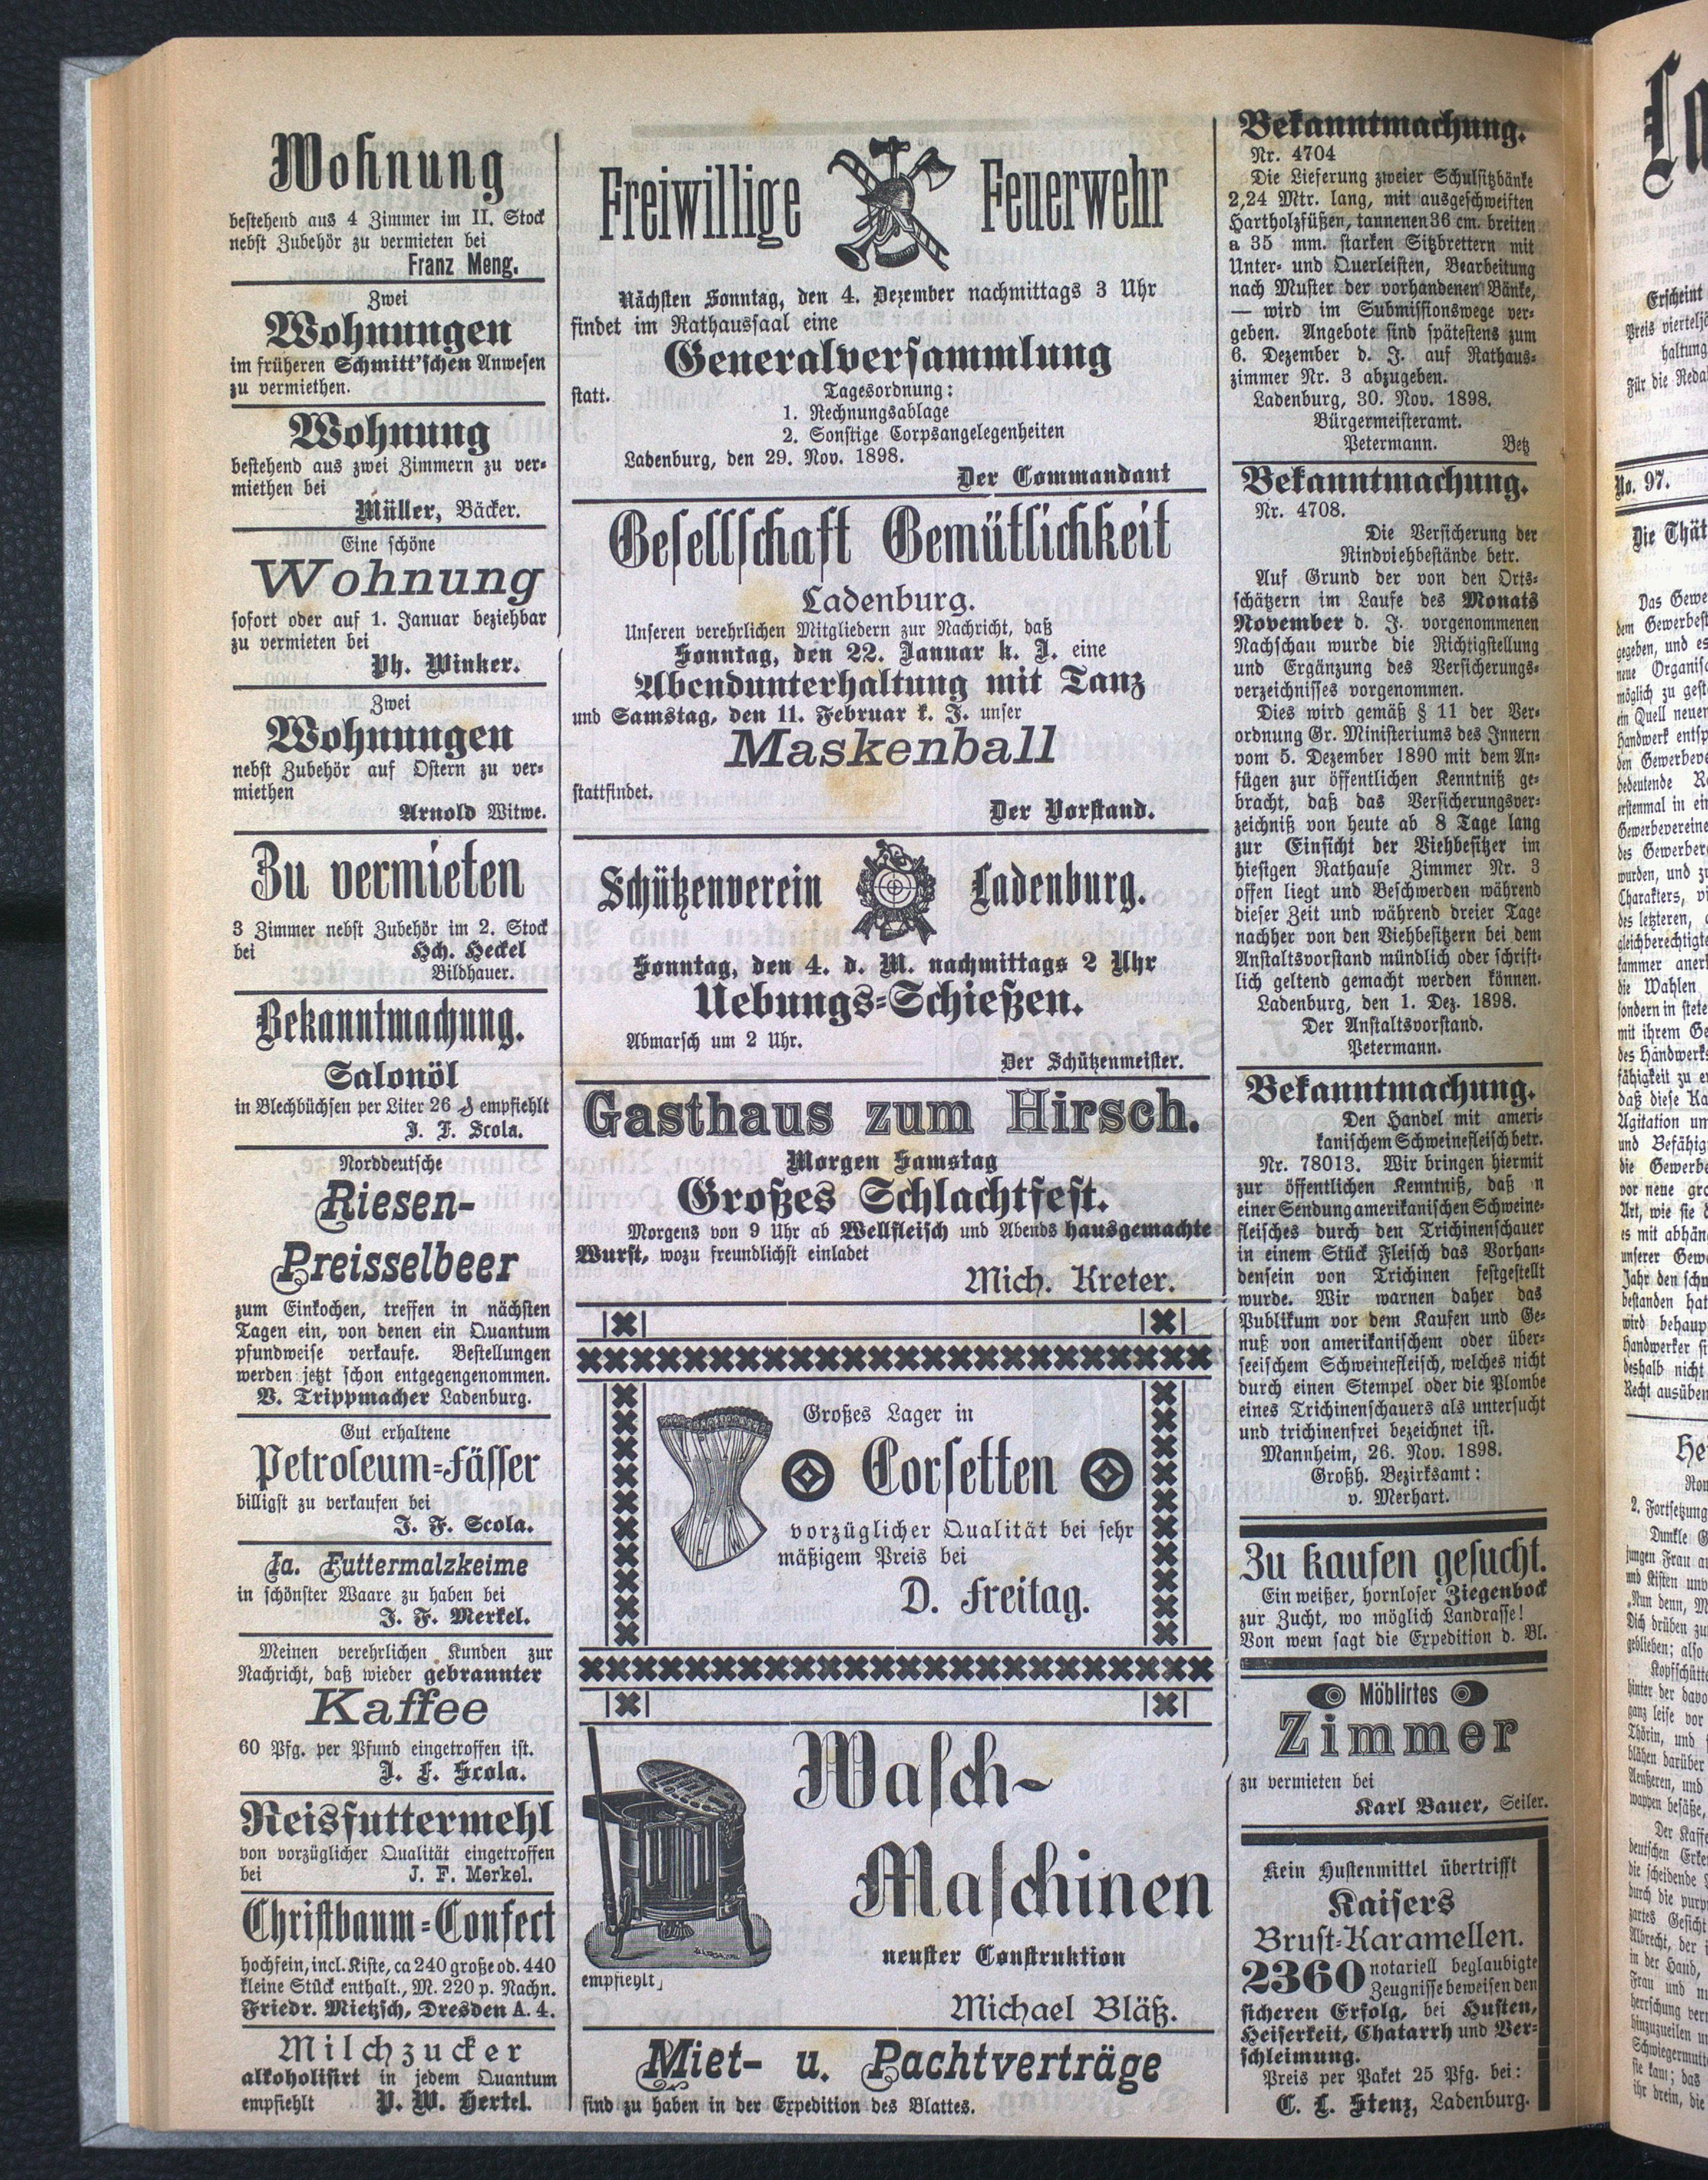 Wohnung
bestehend aus 4 Zimmer im II. Stock
nebst Zubehör zu vermieten bei
Franz Meng.
Zwei
Wohnungen
im früheren Schmitt'schen Anwesen
zu vermiethen.
Wohnung
bestehend aus zwei Zimmern zu ver-
miethen bei
Müller, Bäcker.
Eine schöne
Wohnung
sofort oder auf 1. Januar beziehbar
zu vermieten bei
Ph. Winker.
Zwei
Wohnungen
nebst Zubehör auf Ostern zu ver-
miethen
Arnold Witwe.
Zu vermieten
3 Zimmer nebst Zubehör im 2. Stock
bei Hch. Heckel
Bildhauer.
Bekanntmachung.
Salonöl
in Blechbüchsen per Liter 26 ₰ empfiehlt
J. F. Scola.
Norddeutsche
Riesen-
Preisselbeer
zum Einkochen, treffen in nächsten
Tagen ein, von denen ein Quantum
pfundweise verkaufe. Bestellungen
werden jetzt schon entgegengenommen.
V. Trippmacher Ladenburg.
Gut erhaltene
Petroleum-Fässer
billigst zu verkaufen bei
J. F. Scola.
Ia. Futtermalzkeime
in schönster Waare zu haben bei
J. F. Merkel.
Meinen verehrlichen Kunden zur
Nachricht, daß wieder gebrannter
Kaffee
60 Pfg. per Pfund eingetroffen ist.
J. F. Scola.
Reisfuttermehl
von vorzüglicher Qualität eingetroffen
bei J. F. Merkel.
Christbaum-Confect
hochfein, incl. Kiste, ca 240 große od. 440
kleine Stück enthalt., M. 220 p. Nachn.
Friedr. Mietzsch, Dresden A. 4.
Milchzucker
alkoholisirt in jedem Quantum
empfiehlt P. W. Hertel.
Freiwillige Feuerwehr
Nächsten Sonntag, den 4. Dezember nachmittags 3 Uhr
findet im Rathaussaal eine
Generalversammlung
statt. Tagesordnung:
1. Rechnungsablage
2. Sonstige Corpsangelegenheiten
Ladenburg, den 29. Nov. 1898.
Der Commandant
Gesellschaft Gemütlichkeit
Ladenburg.
Unseren verehrlichen Mitgliedern zur Nachricht, daß
Sonntag, den 22. Januar k. J. eine
Abendunterhaltung mit Tanz
und Samstag, den 11. Februar k. J. unser
Maskenball
stattfindet.
Der Vorstand.
Schützenverein Ladenburg.
Sonntag, den 4. d. M. nachmittags 2 Uhr
Uebungs-Schießen.
Abmarsch um 2 Uhr.
Der Schützenmeister.
Gasthaus zum Hirsch.
Morgen Samstag
Großes Schlachtfest.
Morgens von 9 Uhr ab Wellfleisch und Abends hausgemachte
Wurst, wozu freundlichst einladet
Mich. Kreter.
Großes Lager in
Corsetten
vorzüglicher Qualität bei sehr
mäßigem Preis bei
D. Freitag.
Wasch-
Maschinen
neuster Construktion
empfiehlt
Michael Bläß.
Miet- u. Pachtverträge
sind zu haben in der Expedition des Blattes.
Bekanntmachung.
Nr. 4704
Die Lieferung zweier Schulsitzbänke
2,24 Mtr. lang, mit ausgeschweiften
Hartholzfüßen, tannenen 36 cm. breiten
a 35 mm. starken Sitzbrettern mit
Unter- und Querleisten, Bearbeitung
nach Muster der vorhandenen Bänke,
— wird im Submissionswege ver-
geben. Angebote sind spätestens zum
6. Dezember d. J. auf Rathaus-
zimmer Nr. 3 abzugeben.
Ladenburg, 30. Nov. 1898.
Bürgermeisteramt.
Petermann. Betz
Bekanntmachung.
Nr. 4708.
Die Versicherung der
Rindviehbestände betr.
Auf Grund der von den Orts-
schätzern im Laufe des Monats
November d. J. vorgenommenen
Nachschau wurde die Richtigstellung
und Ergänzung des Versicherungs-
verzeichnisses vorgenommen.
Dies wird gemäß § 11 der Ver-
ordnung Gr. Ministeriums des Innern
vom 5. Dezember 1890 mit dem An-
fügen zur öffentlichen Kenntniß ge-
bracht, daß das Versicherungsver-
zeichniß von heute ab 8 Tage lang
zur Einsicht der Viehbesitzer im
hiesigen Rathause Zimmer Nr. 3
offen liegt und Beschwerden während
dieser Zeit und während dreier Tage
nachher von den Viehbesitzern bei dem
Anstaltsvorstand mündlich oder schrift-
lich geltend gemacht werden können.
Ladenburg, den 1. Dez. 1898.
Der Anstaltsvorstand.
Petermann.
Bekanntmachung.
Den Handel mit ameri-
kanischem Schweinefleisch betr.
Nr. 78013. Wir bringen hiermit
zur öffentlichen Kenntniß, daß n
einer Sendung amerikanischen Schweine-
fleisches durch den Trichinenschauer
in einem Stück Fleisch das Vorhan-
densein von Trichinen festgestellt
wurde. Wir warnen daher das
Publikum vor dem Kaufen und Ge-
nuß von amerikanischem oder über-
seeischem Schweinefleisch, welches nicht
durch einen Stempel oder die Plombe
eines Trichinenschauers als untersucht
und trichinenfrei bezeichnet ist.
Mannheim, 26. Nov. 1898.
Großh. Bezirksamt:
v. Merhart.
Zu kaufen gesucht.
Ein weißer, hornloser Ziegenbock
zur Zucht, wo möglich Landrasse!
Von wem sagt die Expedition d. Bl.
Möblirtes
Zimmer
zu vermieten bei
Karl Bauer, Seiler.
Kein Hustenmittel übertrifft
Kaisers
Brust-Karamellen.
2360 notariell beglaubigte
Zeugnisse beweisen den
sicheren Erfolg, bei Husten,
Heiserkeit, Chatarrh und Ver-
schleimung.
Preis per Paket 25 Pfg. bei:
C. L. Stenz, Ladenburg.
No. 97.